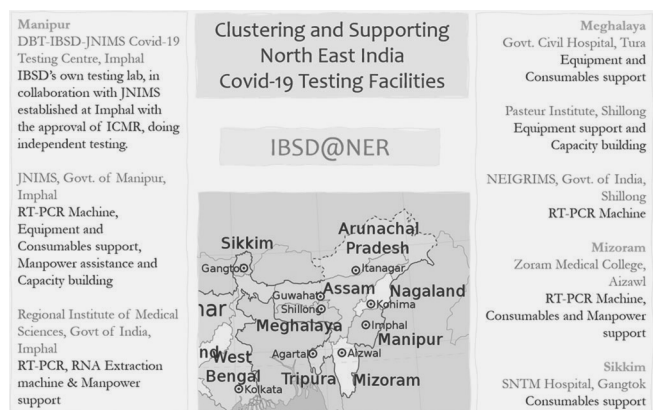 Manipur
DBT-IBSD-JNIMS Covid-19
Testing Centre, Imphal
IBSD's own testing lab, in
collaboration with JNIMS
established at Imphal with
the approval of ICMR, doing
independent testing.
JNIMS, Govt. of Manipur,
Imphal
RT-PCR Machine,
Equipment and
Consumables support,
Manpower assistance and
Capacity building
Regional Institute of Medical
Sciences, Govt of India,
Imphal
RT-PCR, RNA Extraction
machine & Manpower
support
Clustering and Supporting
North East India
Covid-19 Testing Facilities
IBSD@NER
Arunachal
Sikkim
Pradesh
Gangto
Itanagar
Guwahat
Assam
Nagaland
Shillong
Kohima
har
Meghalaya
Imphal
Manipur
nd
West
Agartal
Aizwal
Bengal
Tripura
Mizoram
Kolkata
Meghalaya
Govt. Civil Hospital, Tura
Equipment and
Consumables support
Pasteur Institute, Shillong
Equipment support and
Capacity building
NEIGRIMS, Govt. of India,
Shillong
RT-PCR Machine
Mizoram
Zoram Medical College,
Aizawl
RT-PCR Machine,
Consumables and Manpower
support
Sikkim
SNTM Hospital, Gangtok
Consumables support